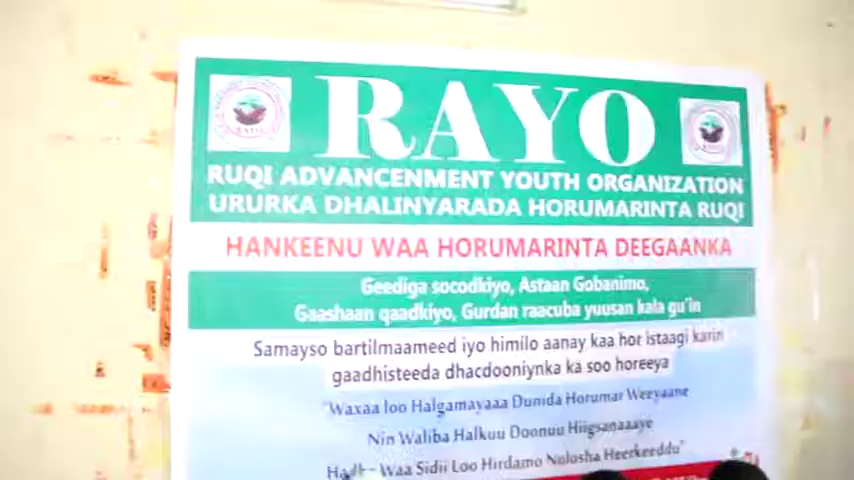 RAYO
RUQI ADVANCENMENT YOUTH ORGANIZATION
URURKA DHALINYARADA HORUMARINTA RUQI
HANKEENU WAA HORUMARINTA DEEGAANKA
Geediga socodkiyo, Astaan Gobanimo,
Gaashaan qaadkiyo, Gurdan raacuba yuusan kala gu'in
Samayso bartilmaameed iyo himilo aanay kaa hor istaagi karin
gaadhisteeda dhacdooniynka ka soo horeeya
"Waxaa loo Halgamayaaa Dunida Horumar Weeyaane
Nin Waliba Halkuu Doonuu Hiigsanaaaye
Waa Sidii Loo Hirdamo Nolosha Heerkeeddu"